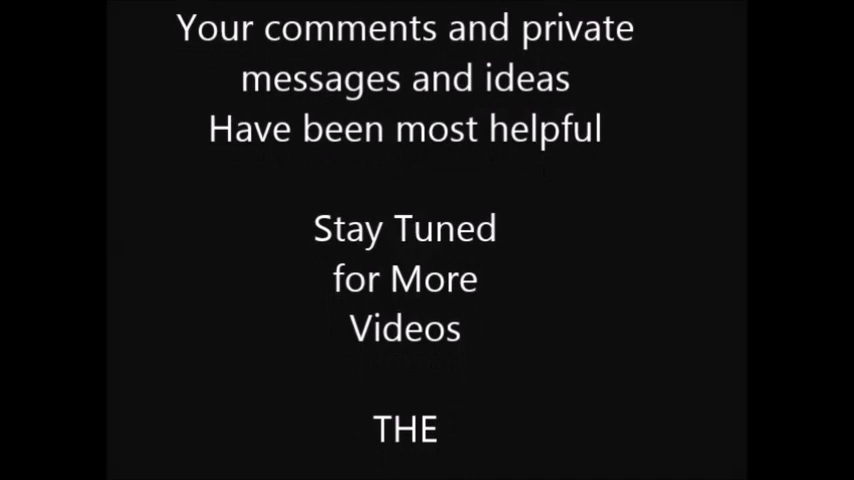 Your comments and private
messages and ideas
Have been most helpful
Stay Tuned
for More
Videos
THE